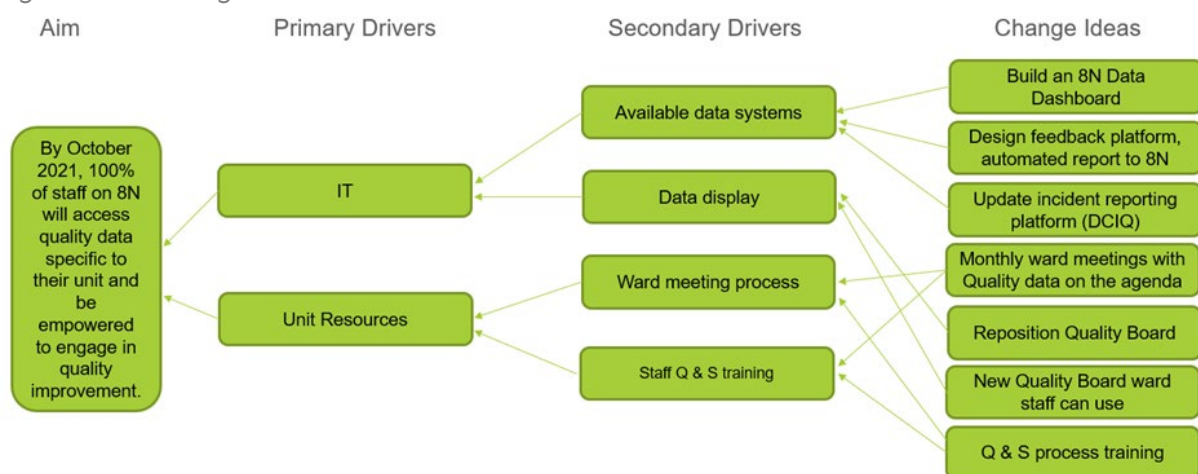 Aim
Primary Drivers
Secondary Drivers
Change Ideas
By October
2021, 100%
of staff on 8N
will access
quality data
specific to
their unit and
be
empowered
to engage in
quality
improvement.
IT
Unit Resources
Available data systems
Data display
Ward meeting process
Staff Q & S training
Build an 8N Data
Dashboard
Design feedback platform,
automated report to 8N
Update incident reporting
platform (DCIQ)
Monthly ward meetings with
Quality data on the agenda
Reposition Quality Board
New Quality Board ward
staff can use
Q & S process training